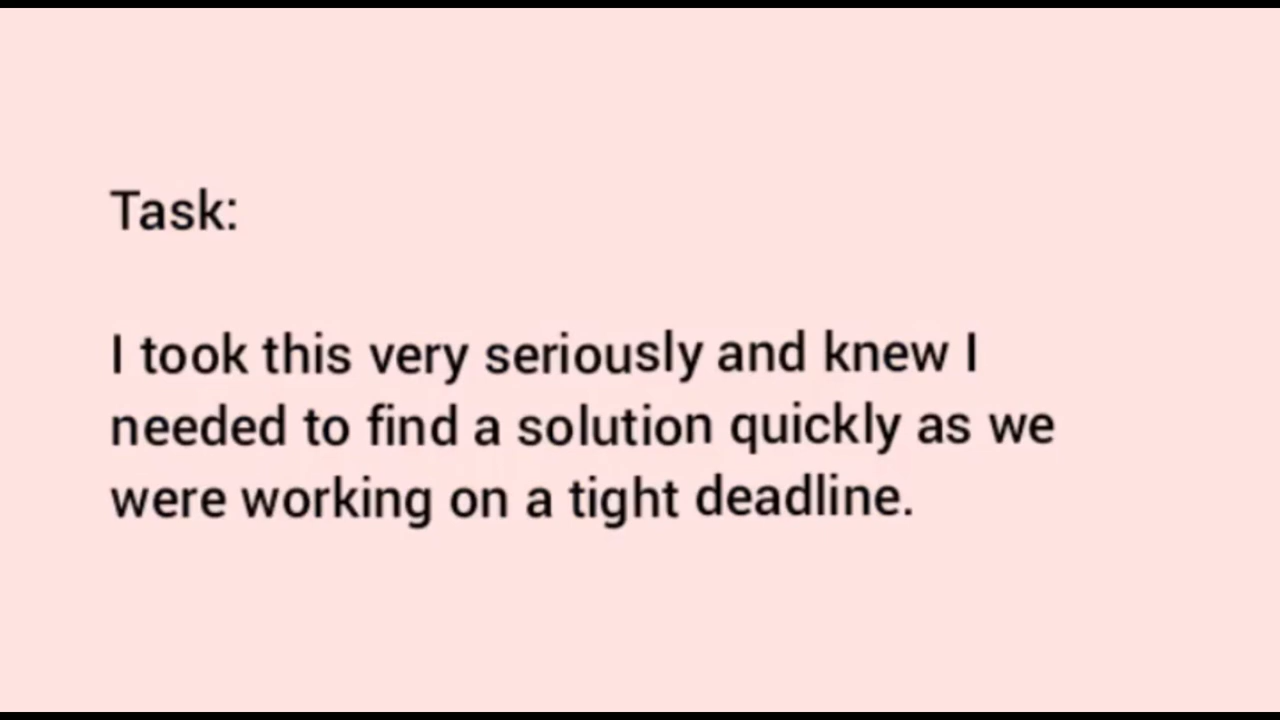 Task:
I took this very seriously and knew I
needed to find a solution quickly as we
were working on a tight deadline.